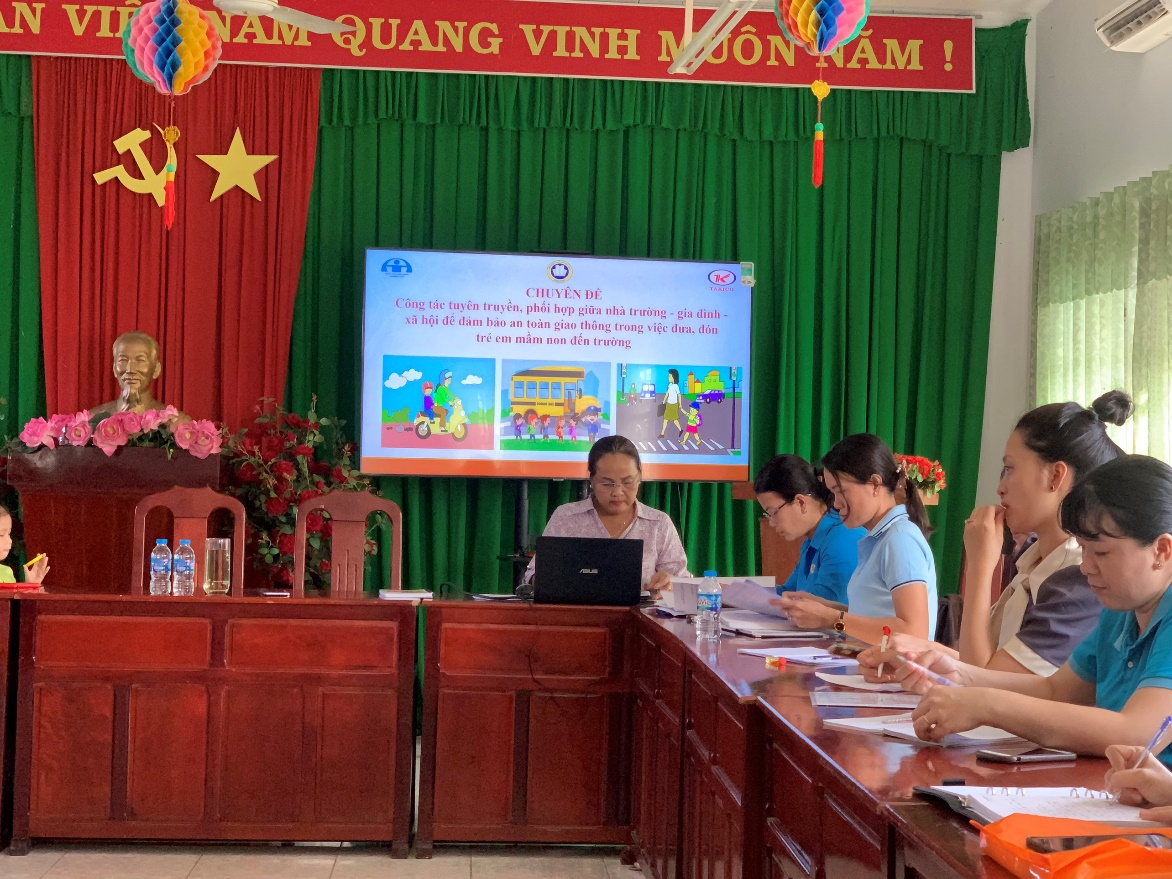 ẢN VIỆT NAM QUANG VINH MUÔN NĂM !
TK
CHUYÊN ĐỀ
Công tác tuyên truyền, phối hợp giữa nhà trường - gia đình -
xã hội để đảm bảo an toàn giao thông trong việc đưa, đón
trẻ em mầm non đến trường
ASUS